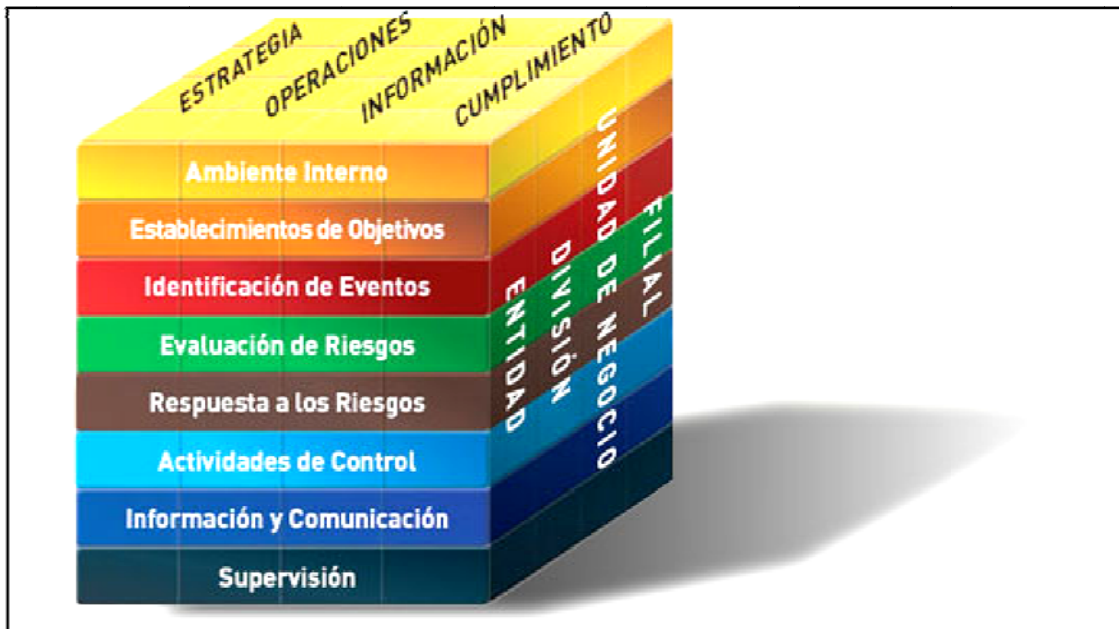 ESTRATEGIA
OPERACIONES
INFORMACIÓN
CUMPLIMIENTO
Ambiente Interno
Establecimientos de Objetivos
Identificación de Eventos
Evaluación de Riesgos
Respuesta a los Riesgos
Actividades de Control
Información y Comunicación
Supervisión
ENTIDAD
DIVISIÓN
UNIDAD DE NEGOCIO
FILIAL